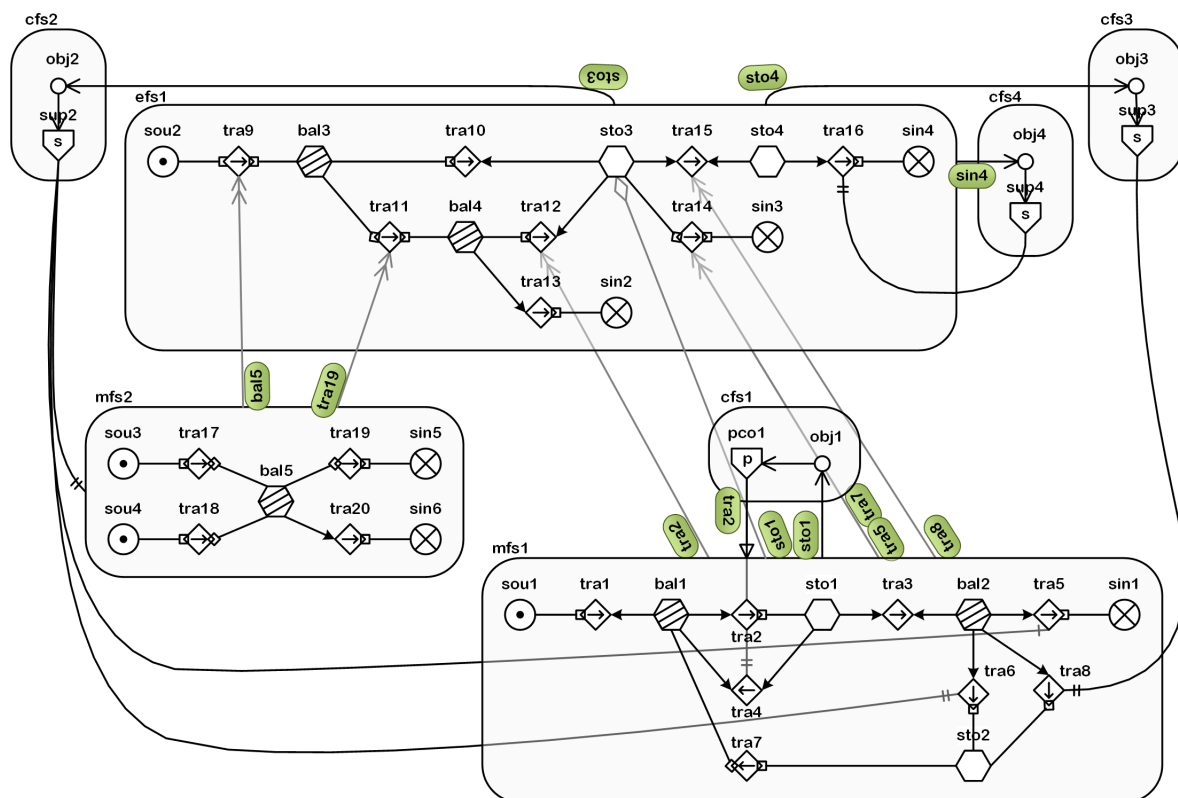 cfs2
cfs3
obj2
obj3
sto3
sto4
efs1
cfs4
sup2
s
sup3
s
sou2
tra9
bal3
tra10
sto3
tra15
sto4
tra16
sin4
obj4
sin4
sup4
s
tra11
bal4
tra12
tra14
sin3
tra13
sin2
bal5
tra19
mfs2
cfs1
sou3
tra17
tra19
sin5
pco1
obj1
p
bal5
sou4
tra18
tra20
sin6
tra2
tra2
sto1
sto1
tra7
tra5
tra8
mfs1
sou1
tra1
bal1
sto1
tra3
bal2
tra5
sin1
tra2
tra6
tra8
tra4
tra7
sto2